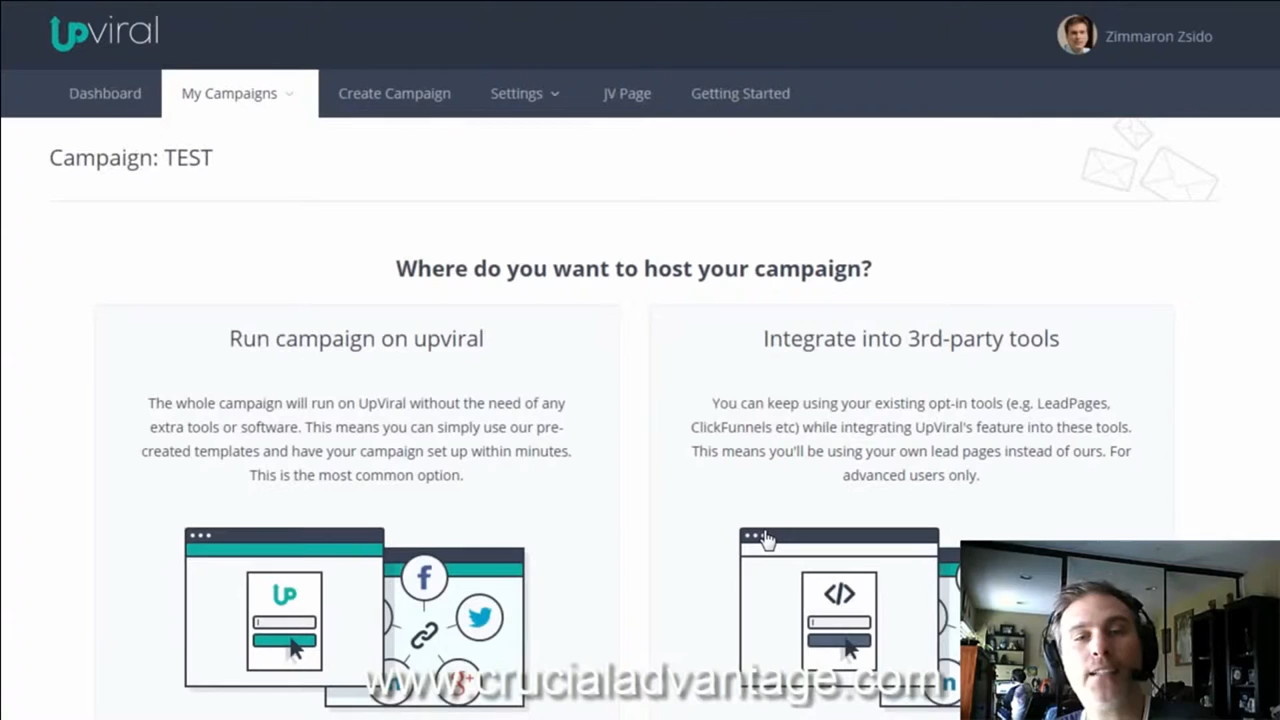 Upviral
Zimmaron Zsido
Dashboard
My Campaigns
Create Campaign
Settings
JV Page
Getting Started
Campaign: TEST
Where do you want to host your campaign?
Run campaign on upviral
The whole campaign will run on UpViral without the need of any
extra tools or software. This means you can simply use our pre-
created templates and have your campaign set up within minutes.
This is the most common option.
Integrate into 3rd-party tools
You can keep using your existing opt-in tools (e.g. LeadPages,
ClickFunnels etc) while integrating UpViral's feature into these tools.
This means you'll be using your own lead pages instead of ours. For
advanced users only.
UP
f
</>
g+
in
www.crucialadvantage.com